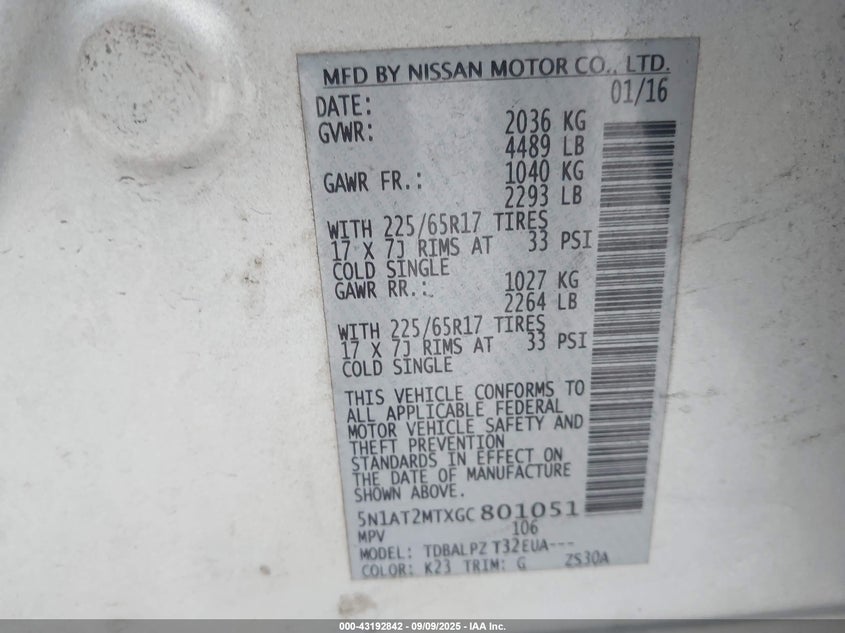 MFD BY NISSAN MOTOR CO., LTD.
DATE: 01/16
GVWR: 2036 KG
4489 LB
GAWR FR.: 1040 KG
2293 LB
WITH 225/65R17 TIRES
17 X 7J RIMS AT 33 PSI
COLD SINGLE
GAWR RR.: 1027 KG
2264 LB
WITH 225/65R17 TIRES
17 X 7J RIMS AT 33 PSI
COLD SINGLE
THIS VEHICLE CONFORMS TO
ALL APPLICABLE FEDERAL
MOTOR VEHICLE SAFETY AND
THEFT PREVENTION
STANDARDS IN EFFECT ON
THE DATE OF MANUFACTURE
SHOWN ABOVE.
5N1AT2MTXGC801051
MPV 106
MODEL: TDBALPZ T32EUA---
COLOR: K23 TRIM: G ZS30A
000-43192842 - 09/09/2025 - IAA Inc.